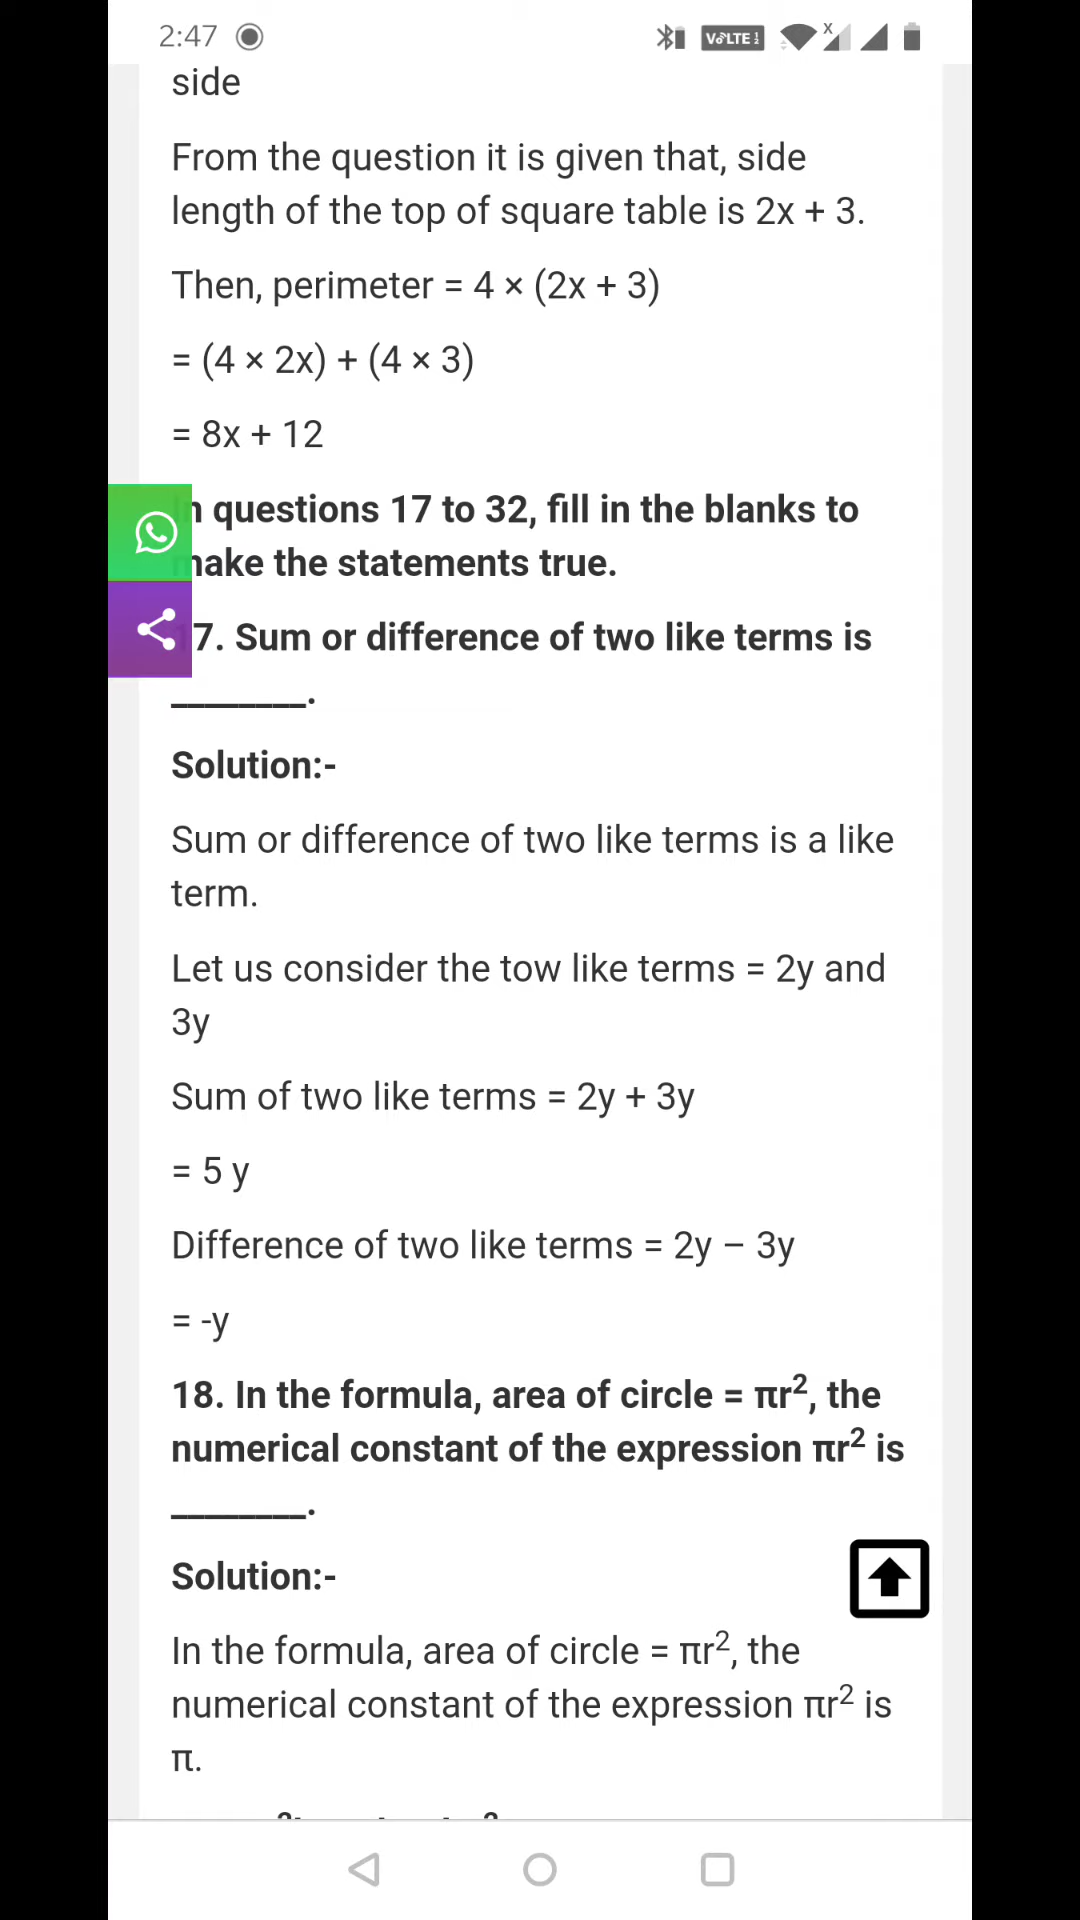 2:47
VoLTE
side
From the question it is given that, side
length of the top of square table is 2x + 3.
Then, perimeter = 4 × (2x + 3)
= (4 × 2x) + (4 × 3)
= 8x + 12
n questions 17 to 32, fill in the blanks to
make the statements true.
17. Sum or difference of two like terms is
________.
Solution:-
Sum or difference of two like terms is a like
term.
Let us consider the tow like terms = 2y and
3y
Sum of two like terms = 2y + 3y
= 5 y
Difference of two like terms = 2y – 3y
= -y
18. In the formula, area of circle = πr², the
numerical constant of the expression πr² is
________.
Solution:-
In the formula, area of circle = πr², the
numerical constant of the expression πr² is
π.